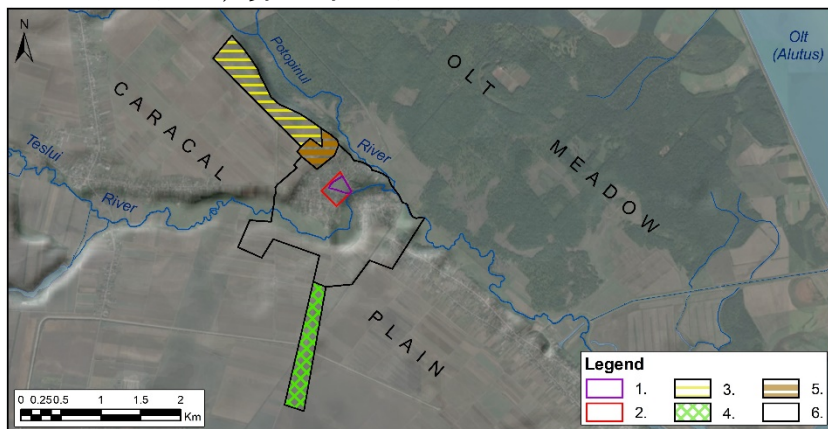 N
Potopinul
OLT
Olt
(Alutus)
CARACAL
MEADOW
Teslui
River
River
PLAIN
Legend
1. 3. 5.
2. 4. 6.
0 0.25 0.5 1 1.5 2
Km